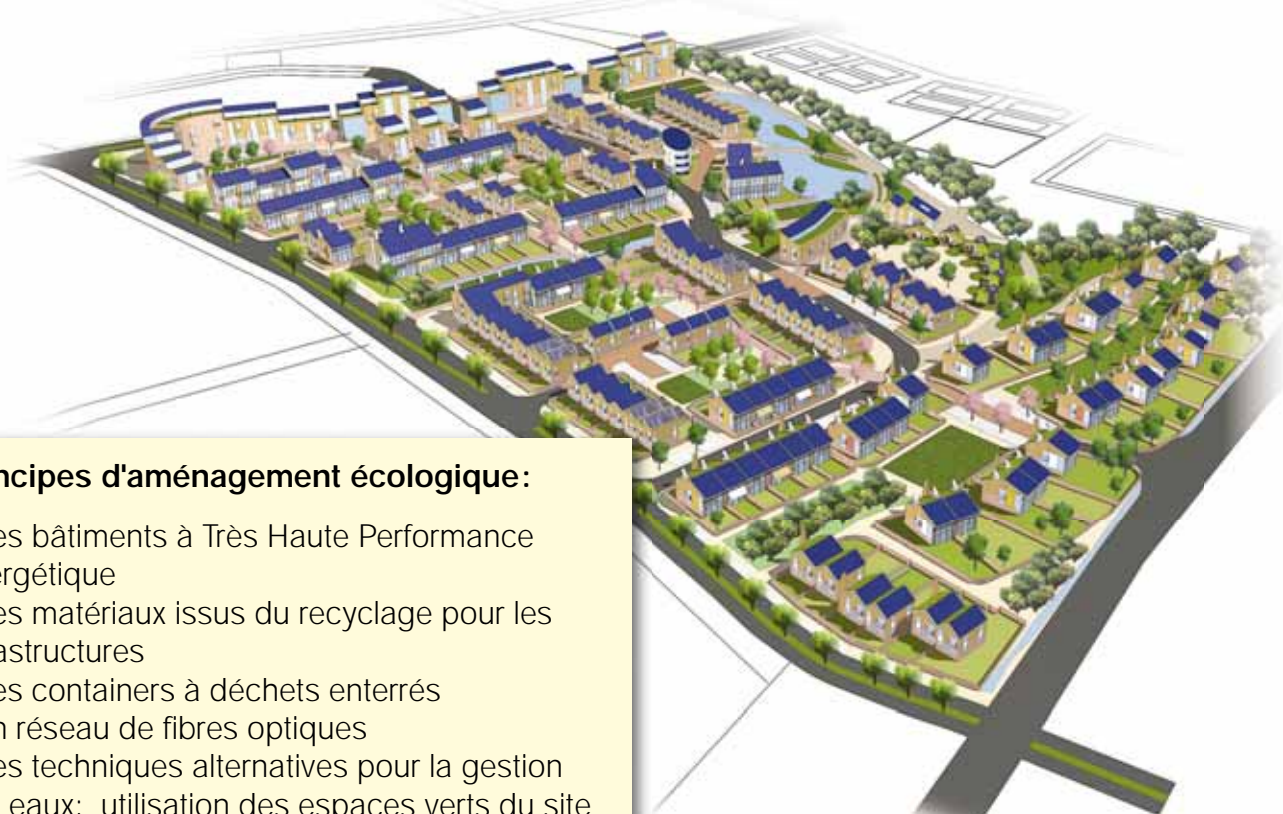 ncipes d'aménagement écologique:
es bâtiments à Très Haute Performance
ergétique
es matériaux issus du recyclage pour les
astructures
es containers à déchets enterrés
n réseau de fibres optiques
es techniques alternatives pour la gestion
eaux: utilisation des espaces verts du site